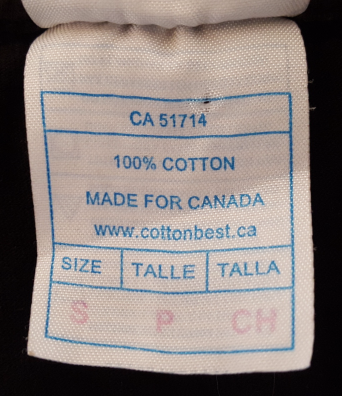 CA 51714
100% COTTON
MADE FOR CANADA
www.cottonbest.ca
SIZE TALLE TALLA
S P CH